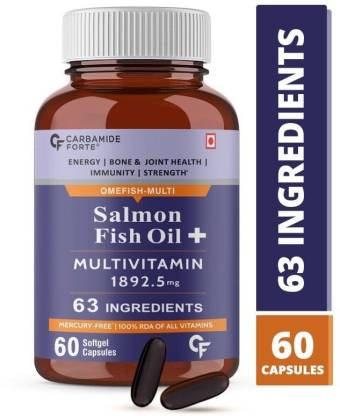 CF CARBAMIDE
FORTE®
ENERGY | BONE & JOINT HEALTH |
IMMUNITY | STRENGTH^
OMEFISH-MULTI
Salmon
Fish Oil +
MULTIVITAMIN
1892.5mg
63 INGREDIENTS
MERCURY-FREE* | 100% RDA OF ALL VITAMINS
60 Softgel
Capsules
CF
63 INGREDIENTS
60
CAPSULES